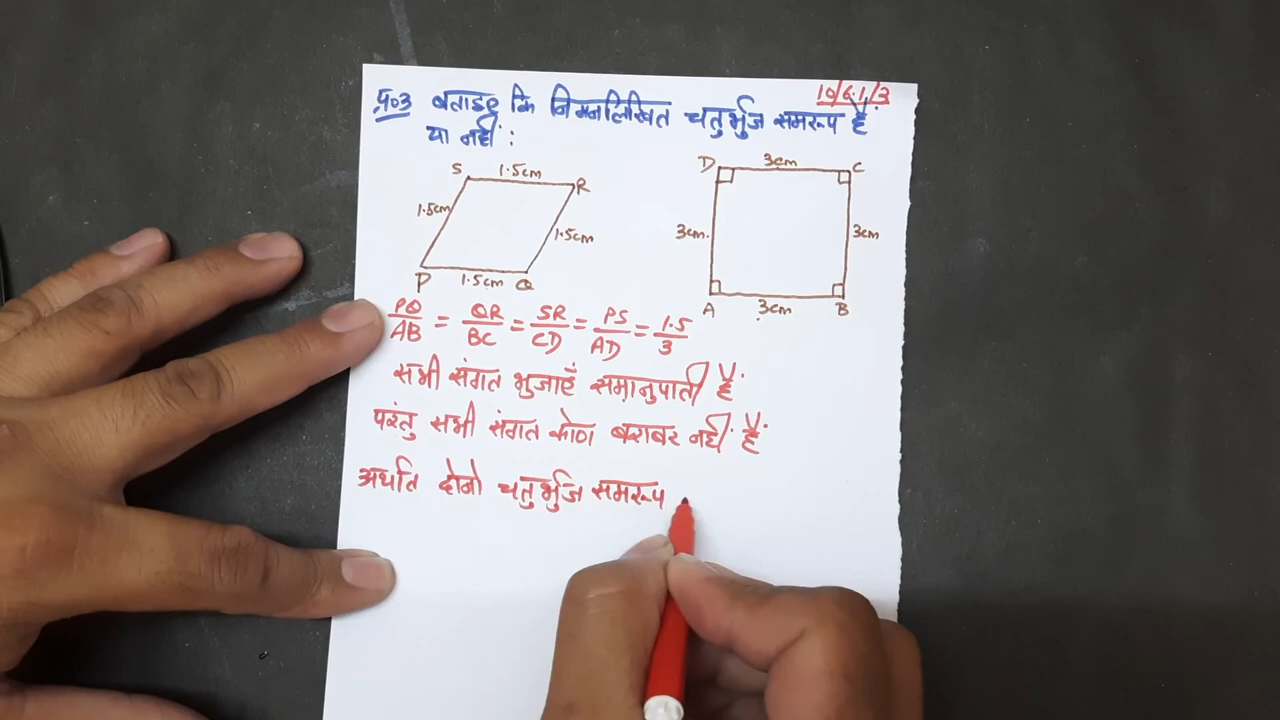 10/6.1/3
प्र०3 बताइए कि निम्नलिखित चतुर्भुज समरूप हैं
या नहीं :
S 1.5cm R
1.5cm 1.5cm
P 1.5cm Q
D 3cm C
3cm. 3cm
A 3cm B
PQ/AB = QR/BC = SR/CD = PS/AD = 1.5/3
सभी संगत भुजाएँ समानुपाती हैं
परंतु सभी संगत कोण बराबर नहीं हैं
अर्थात दोनो चतुर्भुज समरूप